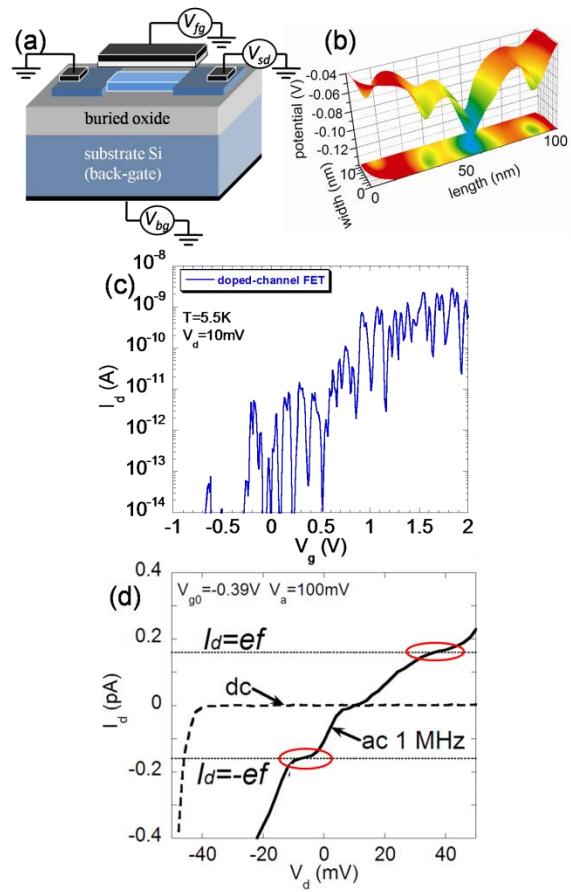 (a)
V_fg
V_sd
buried oxide
substrate Si
(back-gate)
V_bg
(b)
-0.04
-0.06
-0.08
-0.10
-0.12
potential (V)
10
0
width (nm)
0
50
100
length (nm)
(c)
doped-channel FET
T=5.5K
V_d=10mV
10^-8
10^-9
10^-10
10^-11
10^-12
10^-13
10^-14
I_d (A)
-1 -0.5 0 0.5 1 1.5 2
V_g (V)
(d)
V_g0=-0.39V V_a=100mV
I_d=ef
dc
ac 1 MHz
I_d=-ef
0.4
0.2
0
-0.2
-0.4
I_d (pA)
-40 -20 0 20 40
V_d (mV)